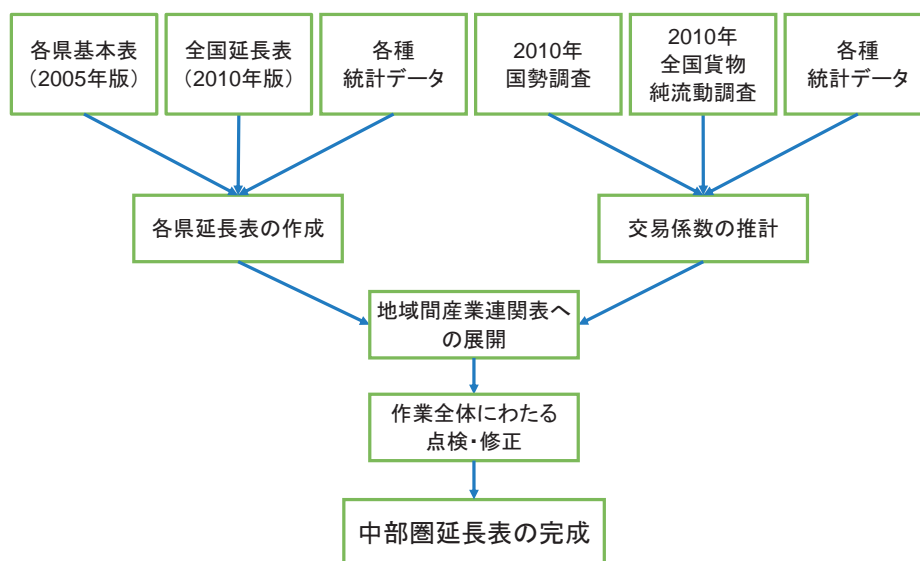 各県基本表
（2005年版）
全国延長表
（2010年版）
各種
統計データ
2010年
国勢調査
2010年
全国貨物
純流動調査
各種
統計データ
各県延長表の作成
交易係数の推計
地域間産業連関表へ
の展開
作業全体にわたる
点検・修正
中部圏延長表の完成